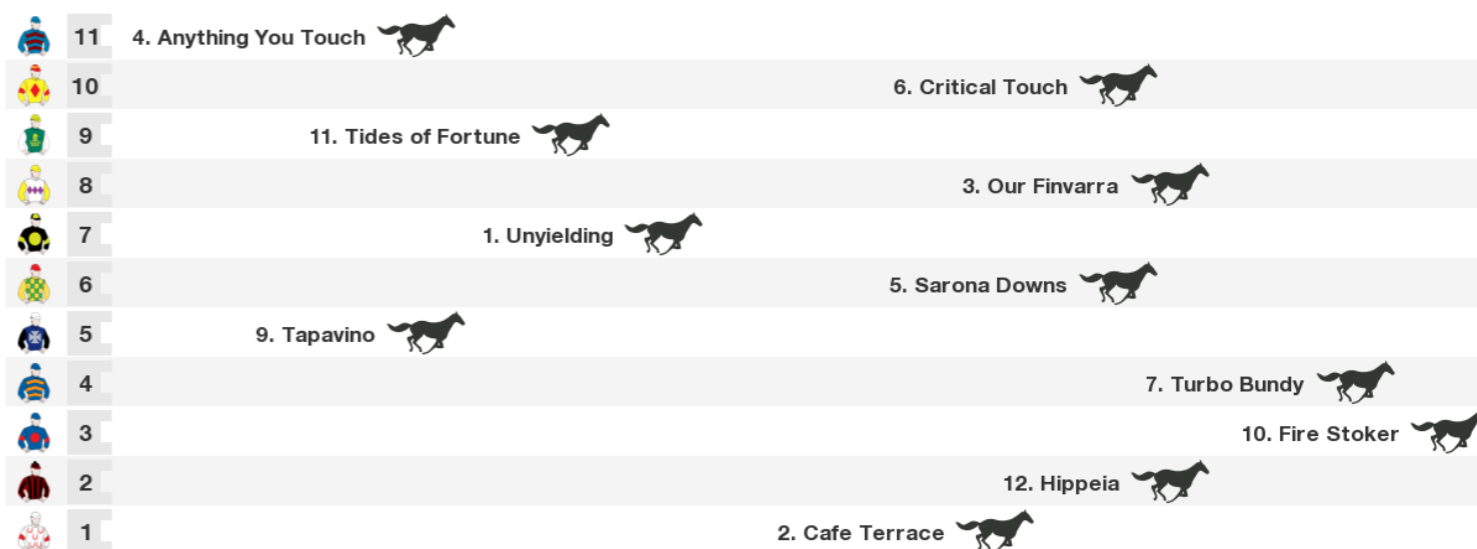 11 4. Anything You Touch
10 6. Critical Touch
9 11. Tides of Fortune
8 3. Our Finvarra
7 1. Unyielding
6 5. Sarona Downs
5 9. Tapavino
4 7. Turbo Bundy
3 10. Fire Stoker
2 12. Hippeia
1 2. Cafe Terrace